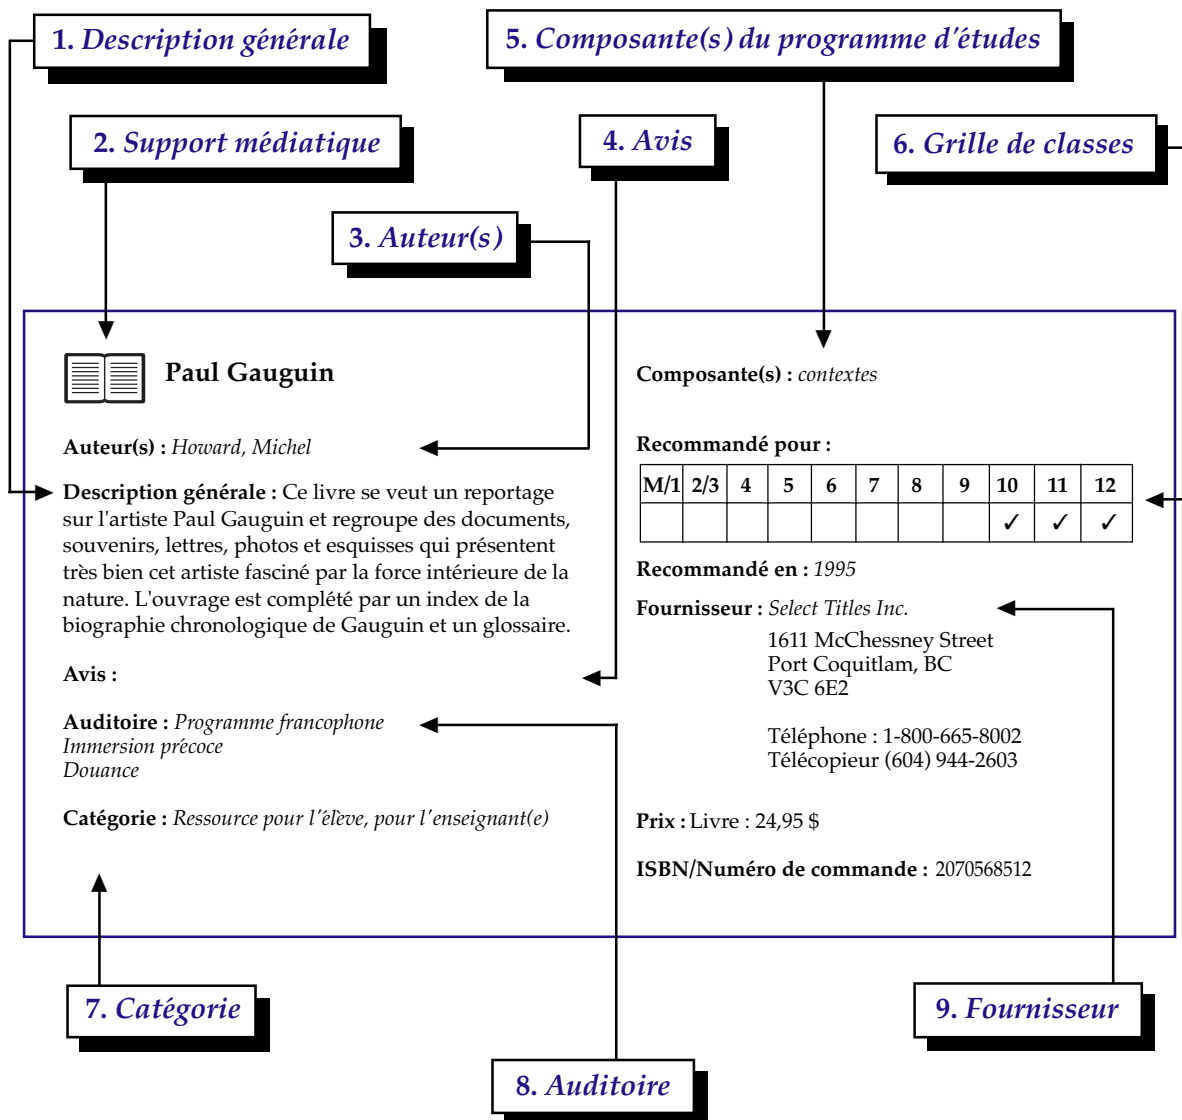 1. Description générale
5. Composante(s) du programme d'études
2. Support médiatique
4. Avis
6. Grille de classes
3. Auteur(s)
Paul Gauguin
Auteur(s) : Howard, Michel
Description générale : Ce livre se veut un reportage
sur l'artiste Paul Gauguin et regroupe des documents,
souvenirs, lettres, photos et esquisses qui présentent
très bien cet artiste fasciné par la force intérieure de la
nature. L'ouvrage est complété par un index de la
biographie chronologique de Gauguin et un glossaire.
Avis :
Auditoire : Programme francophone
Immersion précoce
Douance
Catégorie : Ressource pour l'élève, pour l'enseignant(e)
Composante(s) : contextes
Recommandé pour :
M/1 2/3 4 5 6 7 8 9 10 11 12
✓ ✓ ✓
Recommandé en : 1995
Fournisseur : Select Titles Inc.
1611 McChessney Street
Port Coquitlam, BC
V3C 6E2
Téléphone : 1-800-665-8002
Télécopieur (604) 944-2603
Prix : Livre : 24,95 $
ISBN/Numéro de commande : 2070568512
7. Catégorie
9. Fournisseur
8. Auditoire